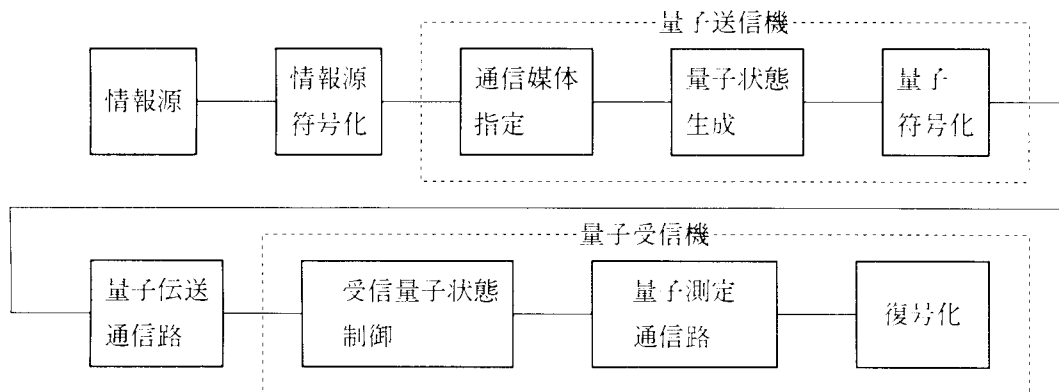 量子送信機
情報源
情報源
符号化
通信媒体
指定
量子状態
生成
量子
符号化
量子受信機
量子伝送
通信路
受信量子状態
制御
量子測定
通信路
復号化